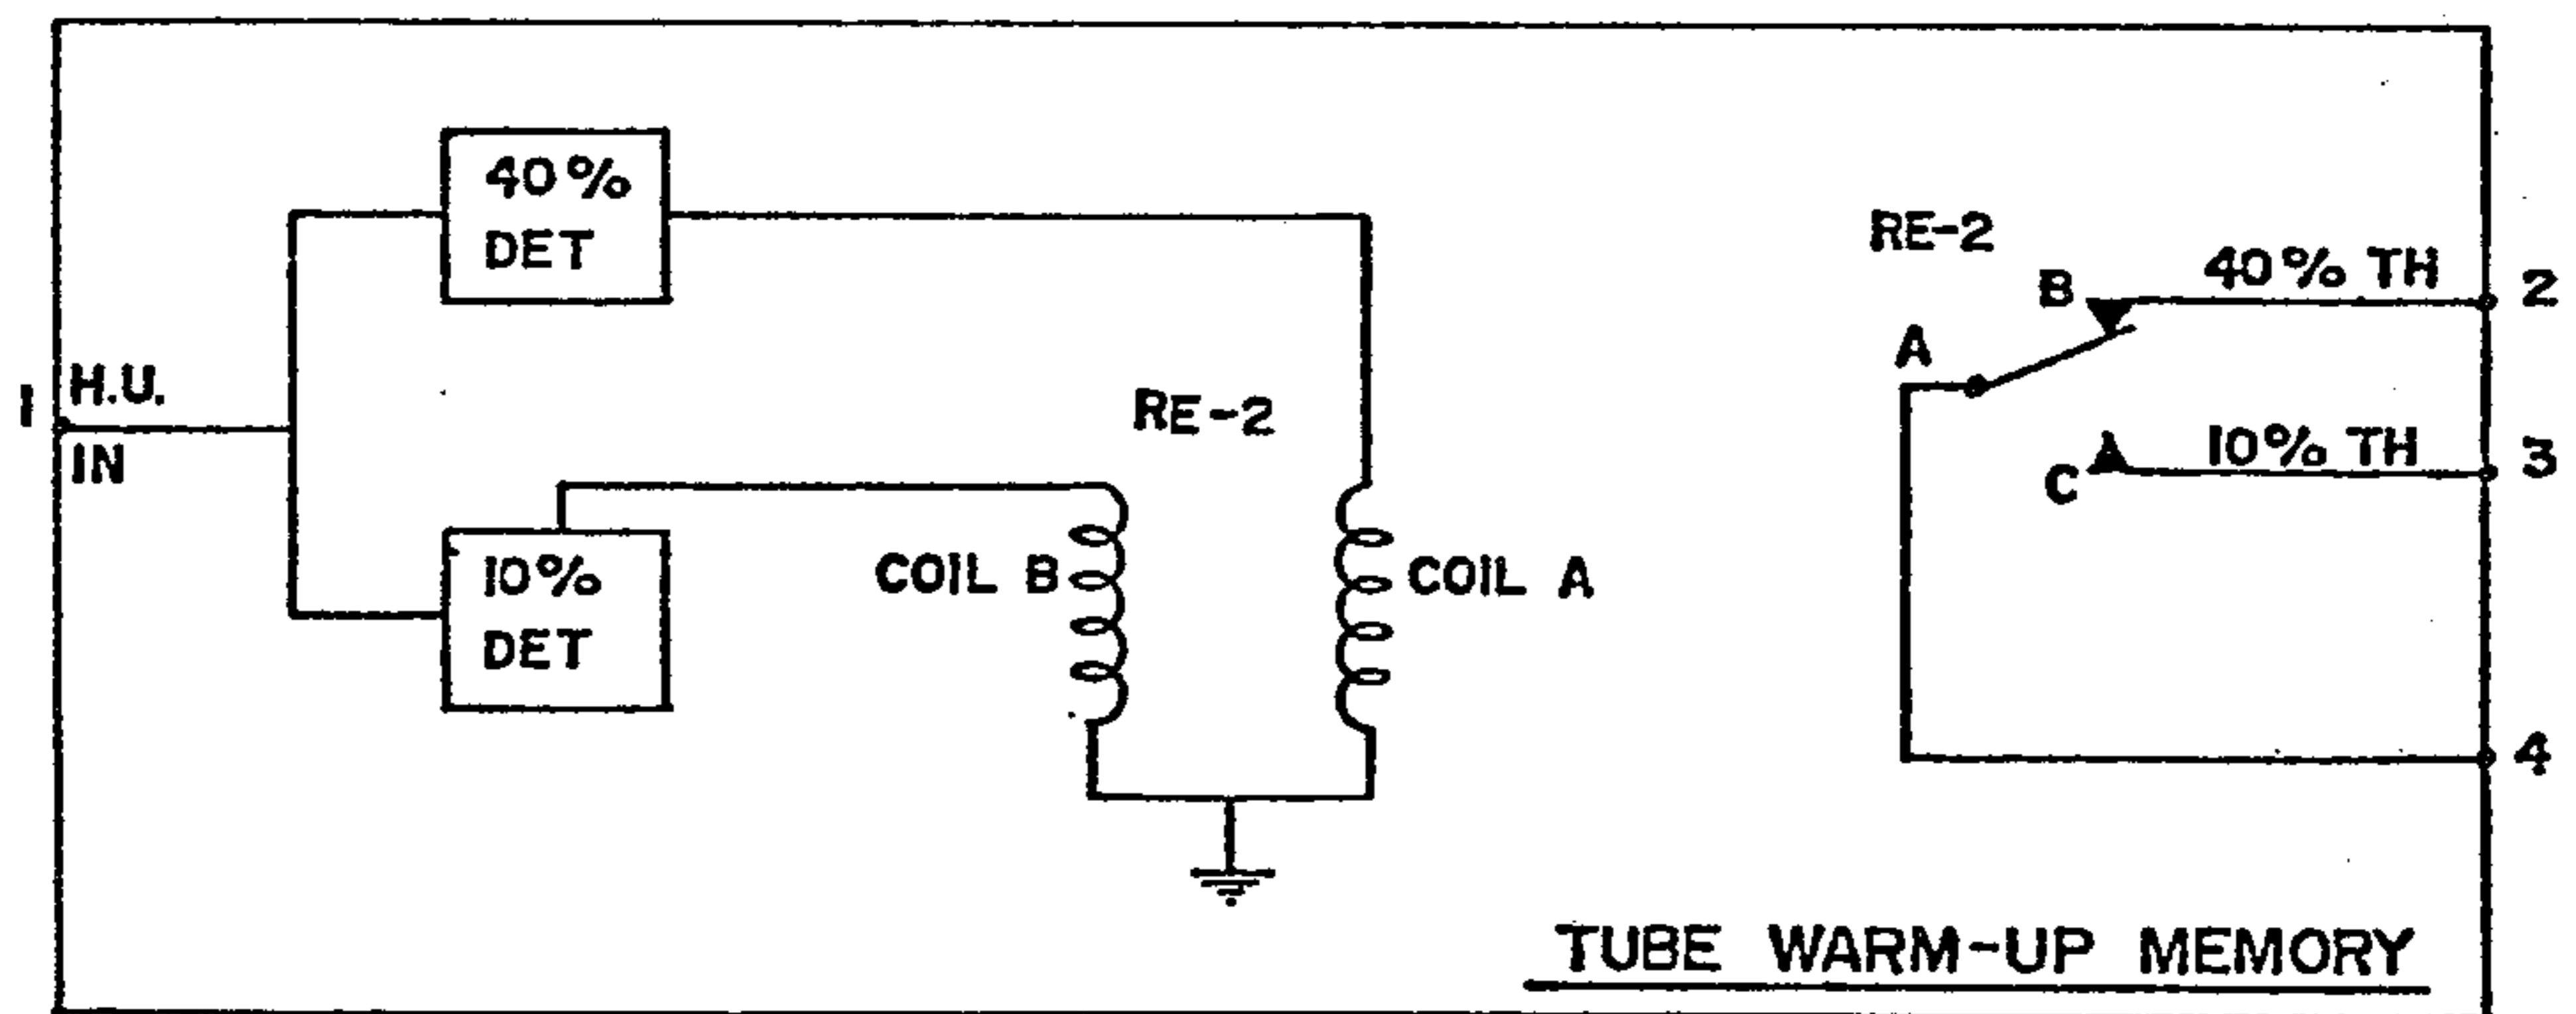 40%
DET
RE-2
B
40% TH
2
A
1
H.U.
IN
RE-2
C
10% TH
3
10%
DET
COIL B
COIL A
4
TUBE WARM-UP MEMORY